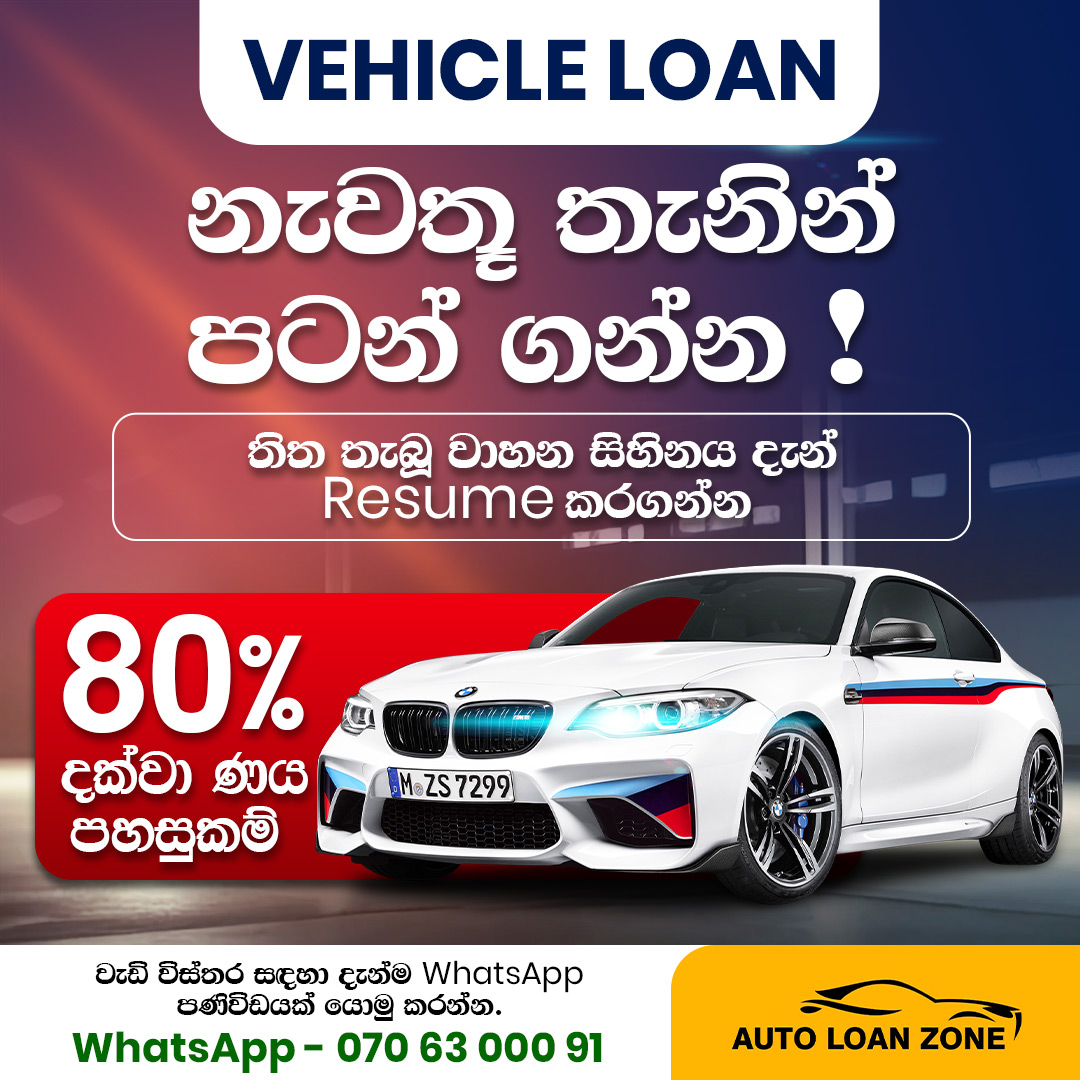 VEHICLE LOAN
නැවතූ තැනින්
පටන් ගන්න !
තිත තැබූ වාහන සිහිනය දැන්
Resume කරගන්න
80%
දක්වා ණය
පහසුකම්
M ZS 7299
වැඩි විස්තර සඳහා දැන්ම WhatsApp
පණිවිඩයක් යොමු කරන්න.
WhatsApp - 070 63 000 91
AUTO LOAN ZONE